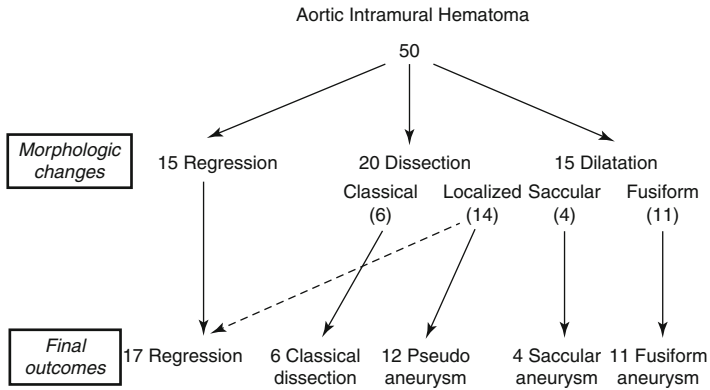 Aortic Intramural Hematoma
50
Morphologic
changes
15 Regression
20 Dissection
15 Dilatation
Classical
(6)
Localized
(14)
Saccular
(4)
Fusiform
(11)
Final
outcomes
17 Regression
6 Classical
dissection
12 Pseudo
aneurysm
4 Saccular
aneurysm
11 Fusiform
aneurysm